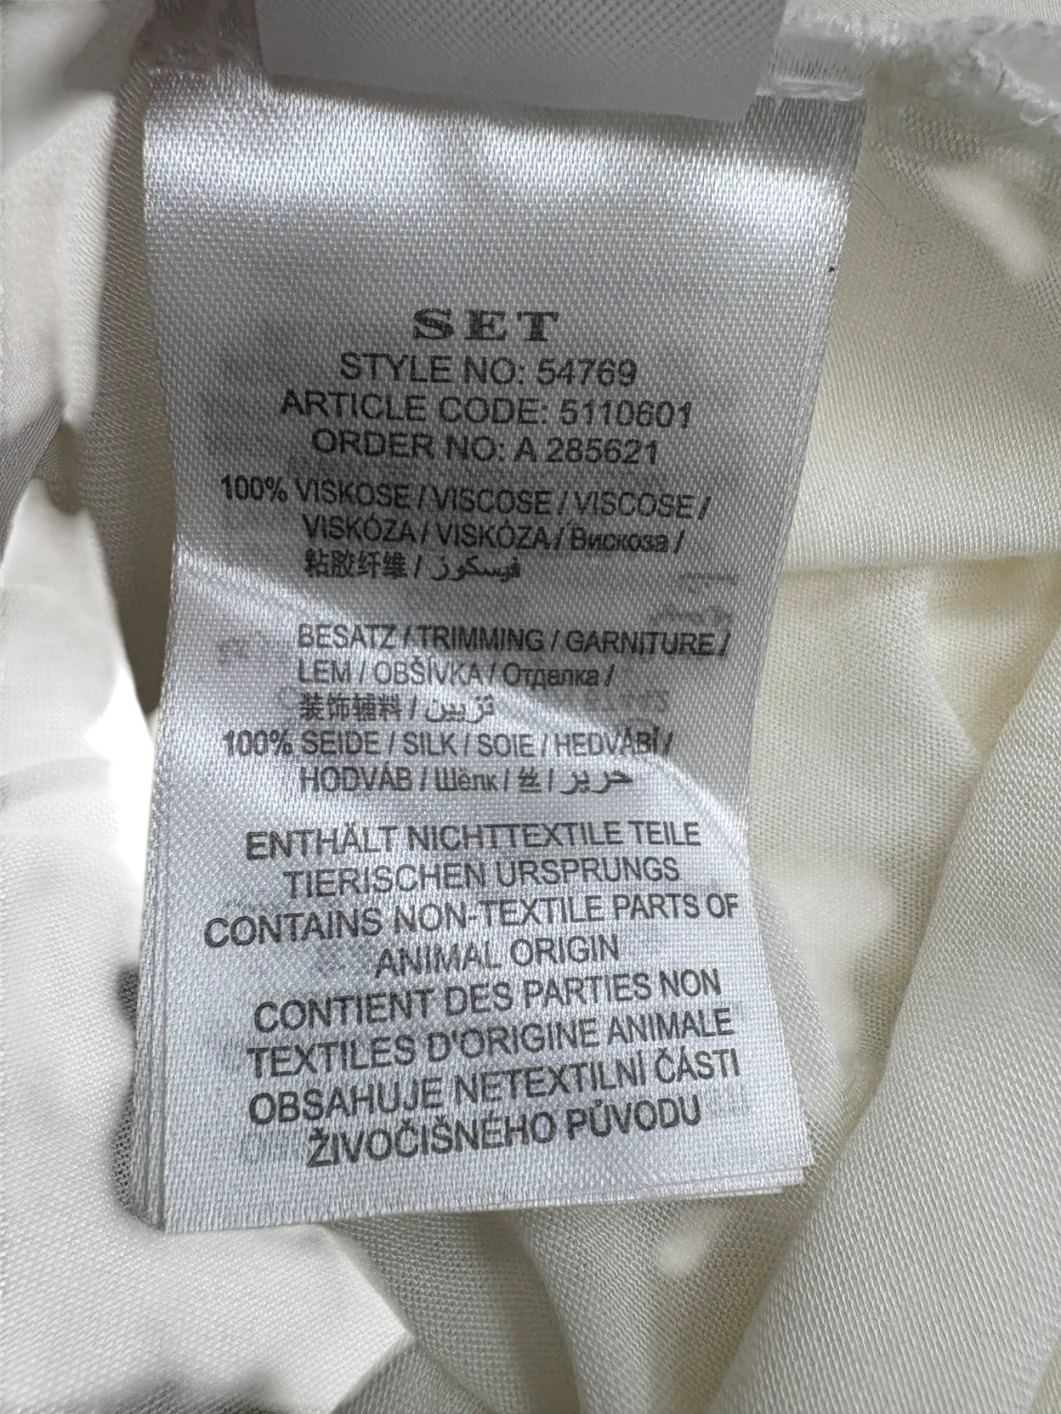 SET
STYLE NO: 54769
ARTICLE CODE: 5110601
ORDER NO: A 285621
100% VISKOSE / VISCOSE / VISCOSE /
VISKÓZA / VISKÓZA / Вискоза /
粘胶纤维 / فيسكوز
BESATZ / TRIMMING / GARNITURE /
LEM / OBŠÍVKA / Отделка /
装饰辅料 / تزيين
100% SEIDE / SILK / SOIE / HEDVÁBÍ /
HODVÁB / Шёлк / 丝 / حرير
ENTHÄLT NICHTTEXTILE TEILE
TIERISCHEN URSPRUNGS
CONTAINS NON-TEXTILE PARTS OF
ANIMAL ORIGIN
CONTIENT DES PARTIES NON
TEXTILES D'ORIGINE ANIMALE
OBSAHUJE NETEXTILNÍ ČÁSTI
ŽIVOČIŠNÉHO PŮVODU